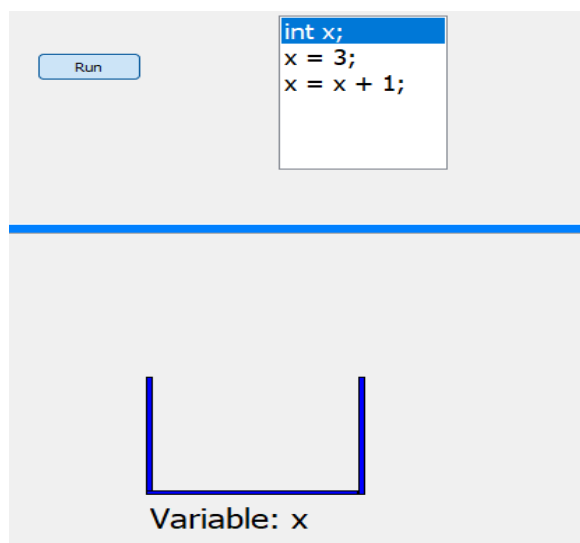 Run
int x;
x = 3;
x = x + 1;
Variable: x